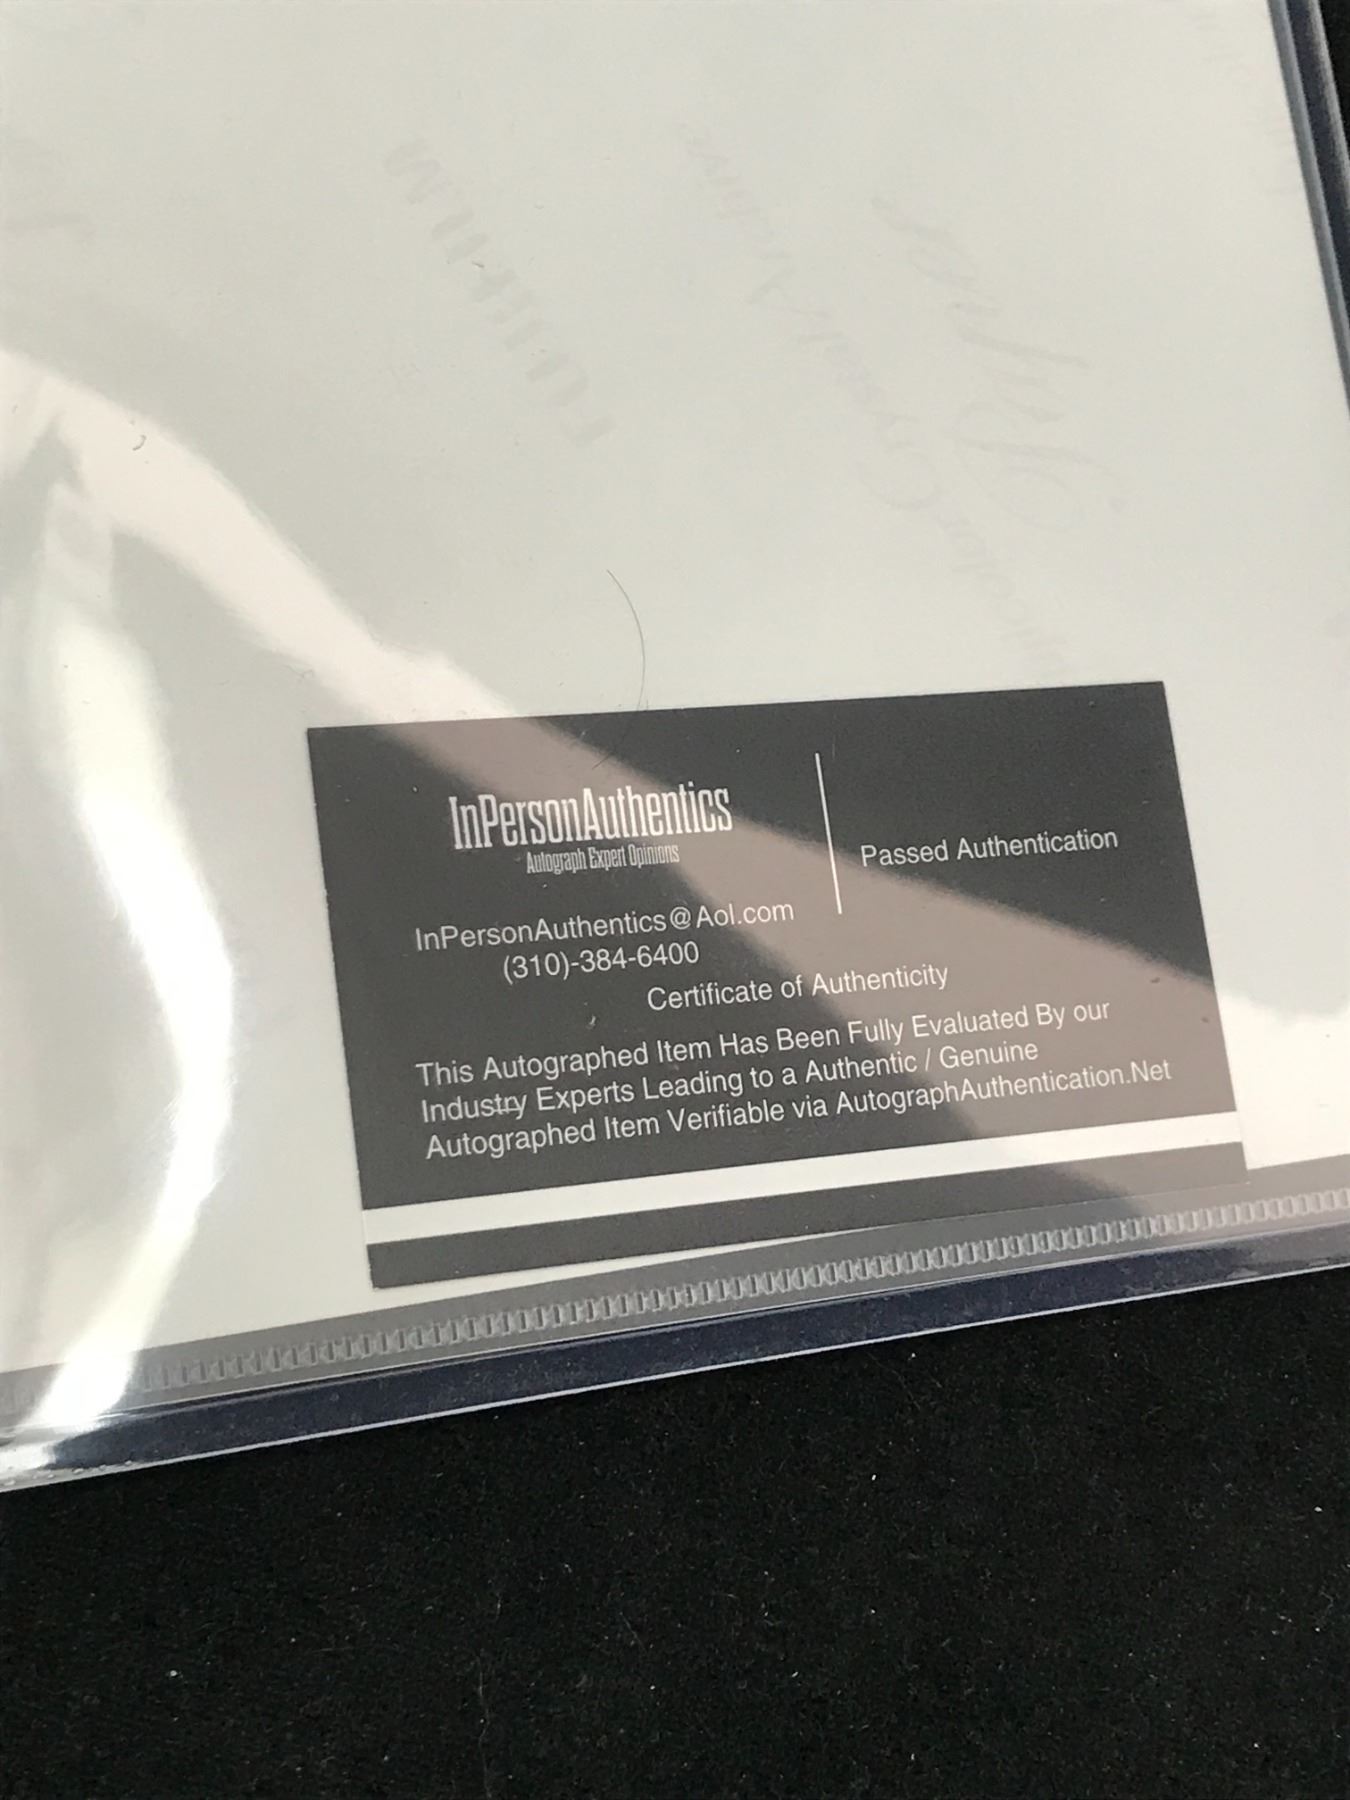 InPersonAuthentics
Autograph Expert Opinions
Passed Authentication
InPersonAuthentics@Aol.com
(310)-384-6400
Certificate of Authenticity
This Autographed Item Has Been Fully Evaluated By our
Industry Experts Leading to a Authentic / Genuine
Autographed Item Verifiable via AutographAuthentication.Net